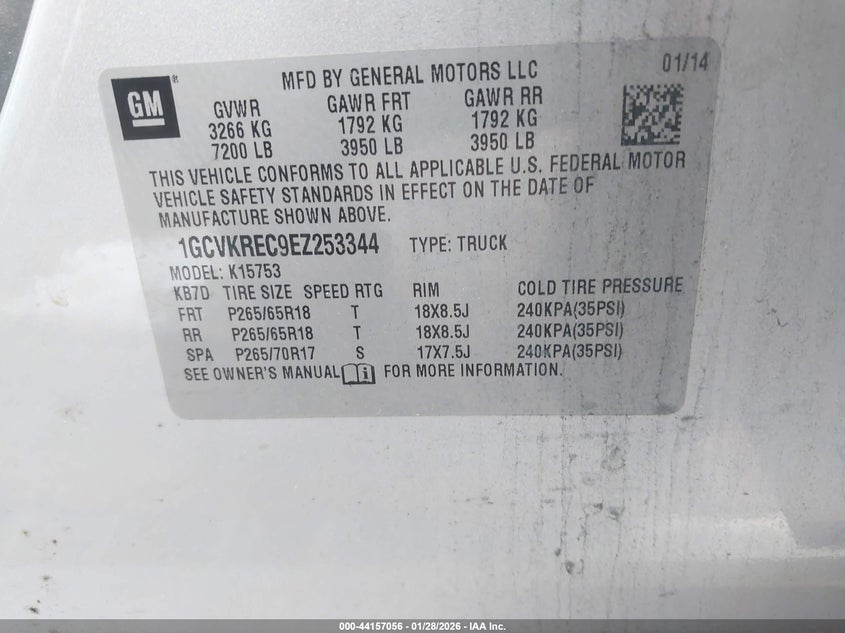 GM ®
MFD BY GENERAL MOTORS LLC
01/14
GVWR GAWR FRT GAWR RR
3266 KG 1792 KG 1792 KG
7200 LB 3950 LB 3950 LB
THIS VEHICLE CONFORMS TO ALL APPLICABLE U.S. FEDERAL MOTOR
VEHICLE SAFETY STANDARDS IN EFFECT ON THE DATE OF
MANUFACTURE SHOWN ABOVE.
1GCVKREC9EZ253344 TYPE: TRUCK
MODEL: K15753
KB7D TIRE SIZE SPEED RTG RIM COLD TIRE PRESSURE
FRT P265/65R18 T 18X8.5J 240KPA(35PSI)
RR P265/65R18 T 18X8.5J 240KPA(35PSI)
SPA P265/70R17 S 17X7.5J 240KPA(35PSI)
SEE OWNER'S MANUAL i FOR MORE INFORMATION.
000-44157056 | 01/28/2026 - IAA Inc.